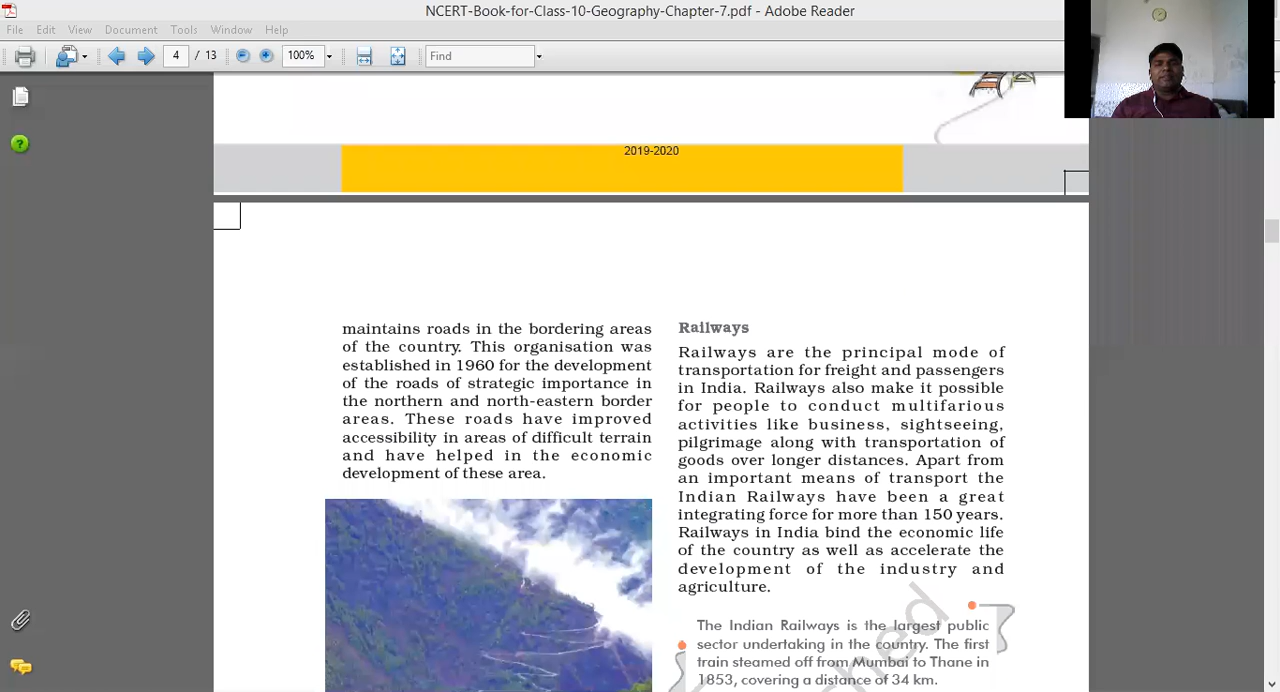 NCERT-Book-for-Class-10-Geography-Chapter-7.pdf - Adobe Reader
File Edit View Document Tools Window Help
4 / 13 100% Find
2019-2020
maintains roads in the bordering areas
of the country. This organisation was
established in 1960 for the development
of the roads of strategic importance in
the northern and north-eastern border
areas. These roads have improved
accessibility in areas of difficult terrain
and have helped in the economic
development of these area.
Railways
Railways are the principal mode of
transportation for freight and passengers
in India. Railways also make it possible
for people to conduct multifarious
activities like business, sightseeing,
pilgrimage along with transportation of
goods over longer distances. Apart from
an important means of transport the
Indian Railways have been a great
integrating force for more than 150 years.
Railways in India bind the economic life
of the country as well as accelerate the
development of the industry and
agriculture.
The Indian Railways is the largest public
sector undertaking in the country. The first
train steamed off from Mumbai to Thane in
1853, covering a distance of 34 km.